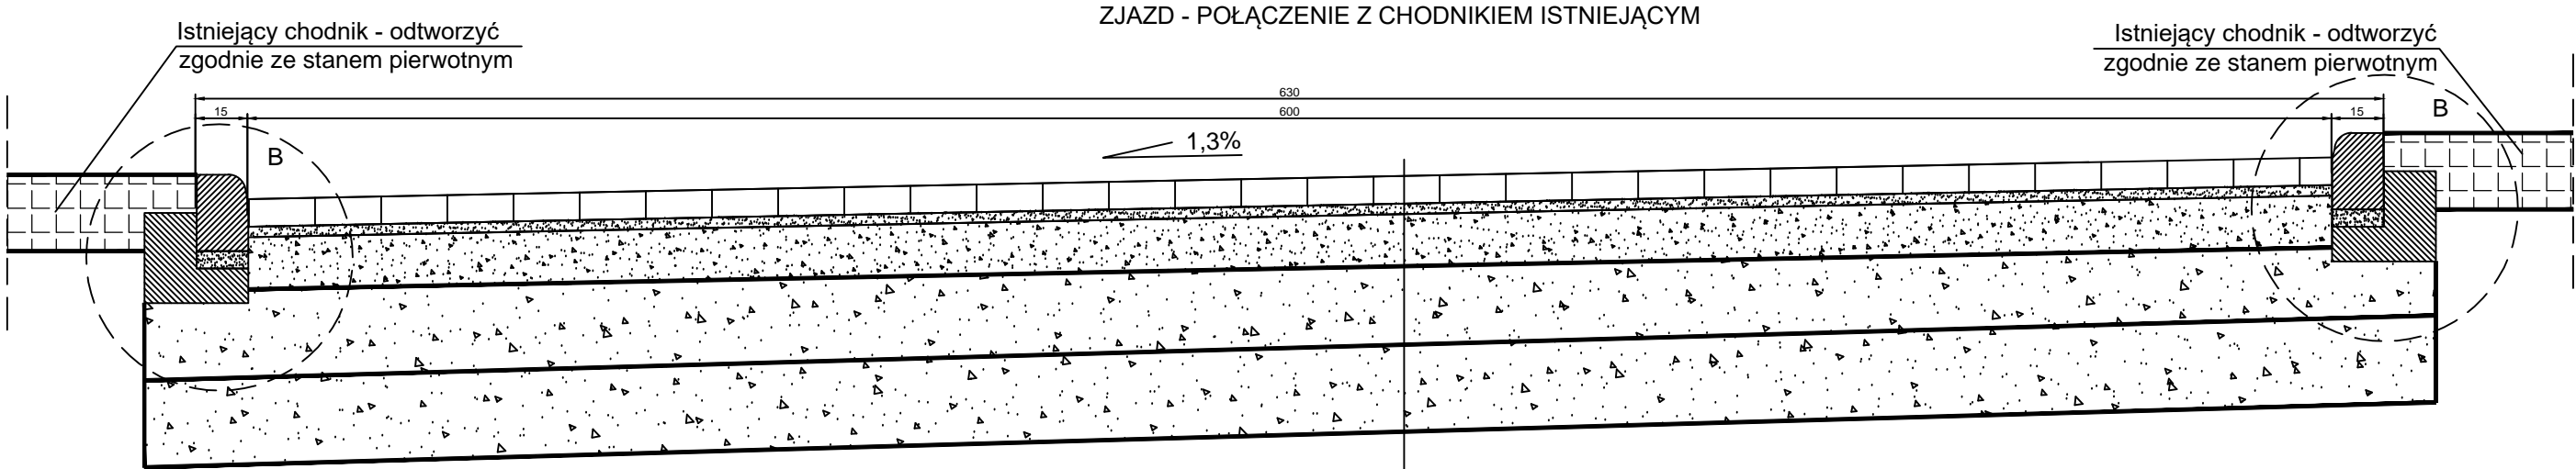 ZJAZD - POŁĄCZENIE Z CHODNIKIEM ISTNIEJĄCYM
Istniejący chodnik - odtworzyć
zgodnie ze stanem pierwotnym
Istniejący chodnik - odtworzyć
zgodnie ze stanem pierwotnym
630
15
600
15
B
B
1,3%